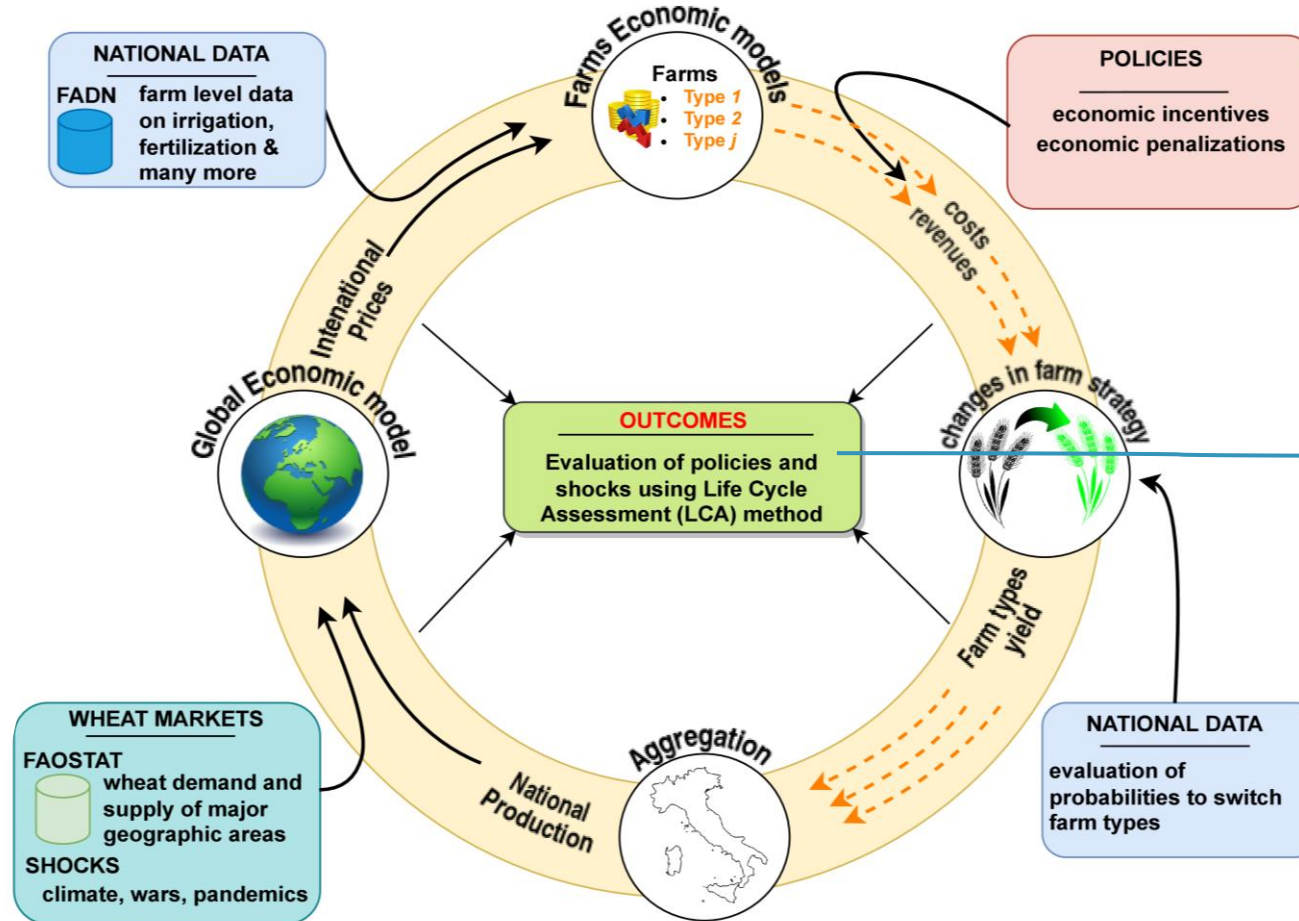 NATIONAL DATA
FADN
farm level data
on irrigation,
fertilization &
many more
Farms Economic models
Farms
• Type 1
• Type 2
• Type j
POLICIES
economic incentives
economic penalizations
costs
revenues
Intenational
Prices
Global Economic model
OUTCOMES
Evaluation of policies and
shocks using Life Cycle
Assessment (LCA) method
changes in farm strategy
Farm types
yield
WHEAT MARKETS
FAOSTAT
wheat demand and
supply of major
geographic areas
SHOCKS
climate, wars, pandemics
National
Production
Aggregation
NATIONAL DATA
evaluation of
probabilities to switch
farm types